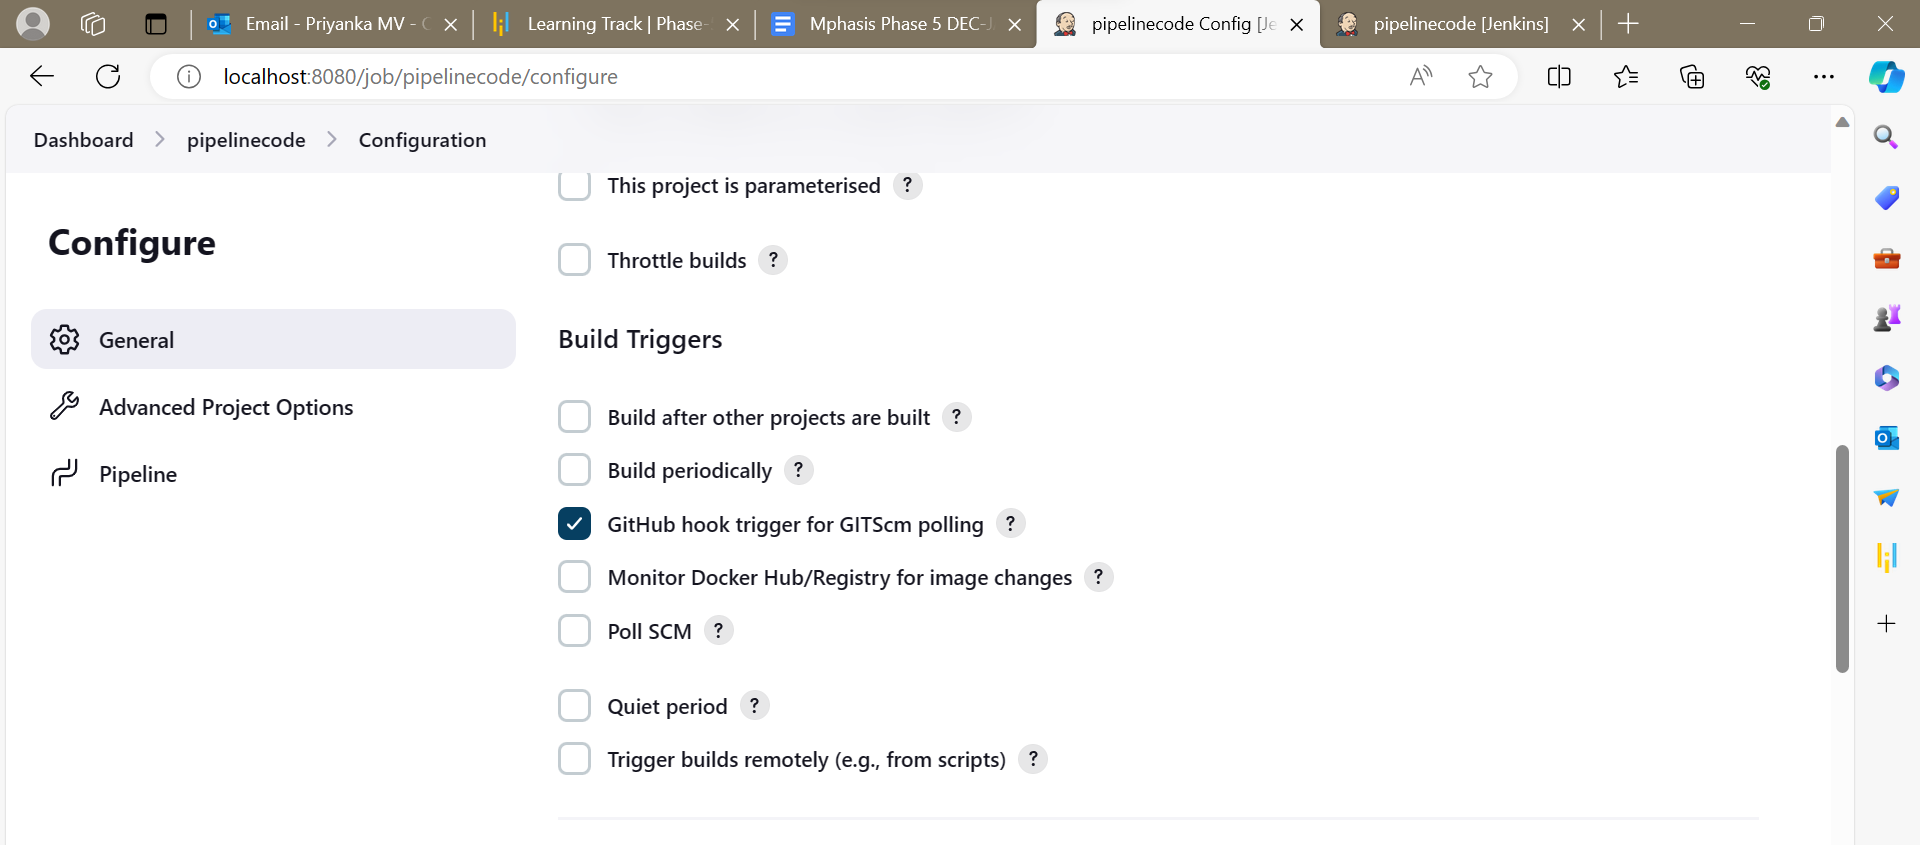 Email - Priyanka MV -
Learning Track | Phase-
Mphasis Phase 5 DEC-
pipelinecode Config [Je
pipelinecode [Jenkins]
localhost:8080/job/pipelinecode/configure
Dashboard
pipelinecode
Configuration
This project is parameterised ?
Configure
Throttle builds ?
General
Build Triggers
Advanced Project Options
Build after other projects are built ?
Pipeline
Build periodically ?
GitHub hook trigger for GITScm polling ?
Monitor Docker Hub/Registry for image changes ?
Poll SCM ?
Quiet period ?
Trigger builds remotely (e.g., from scripts) ?